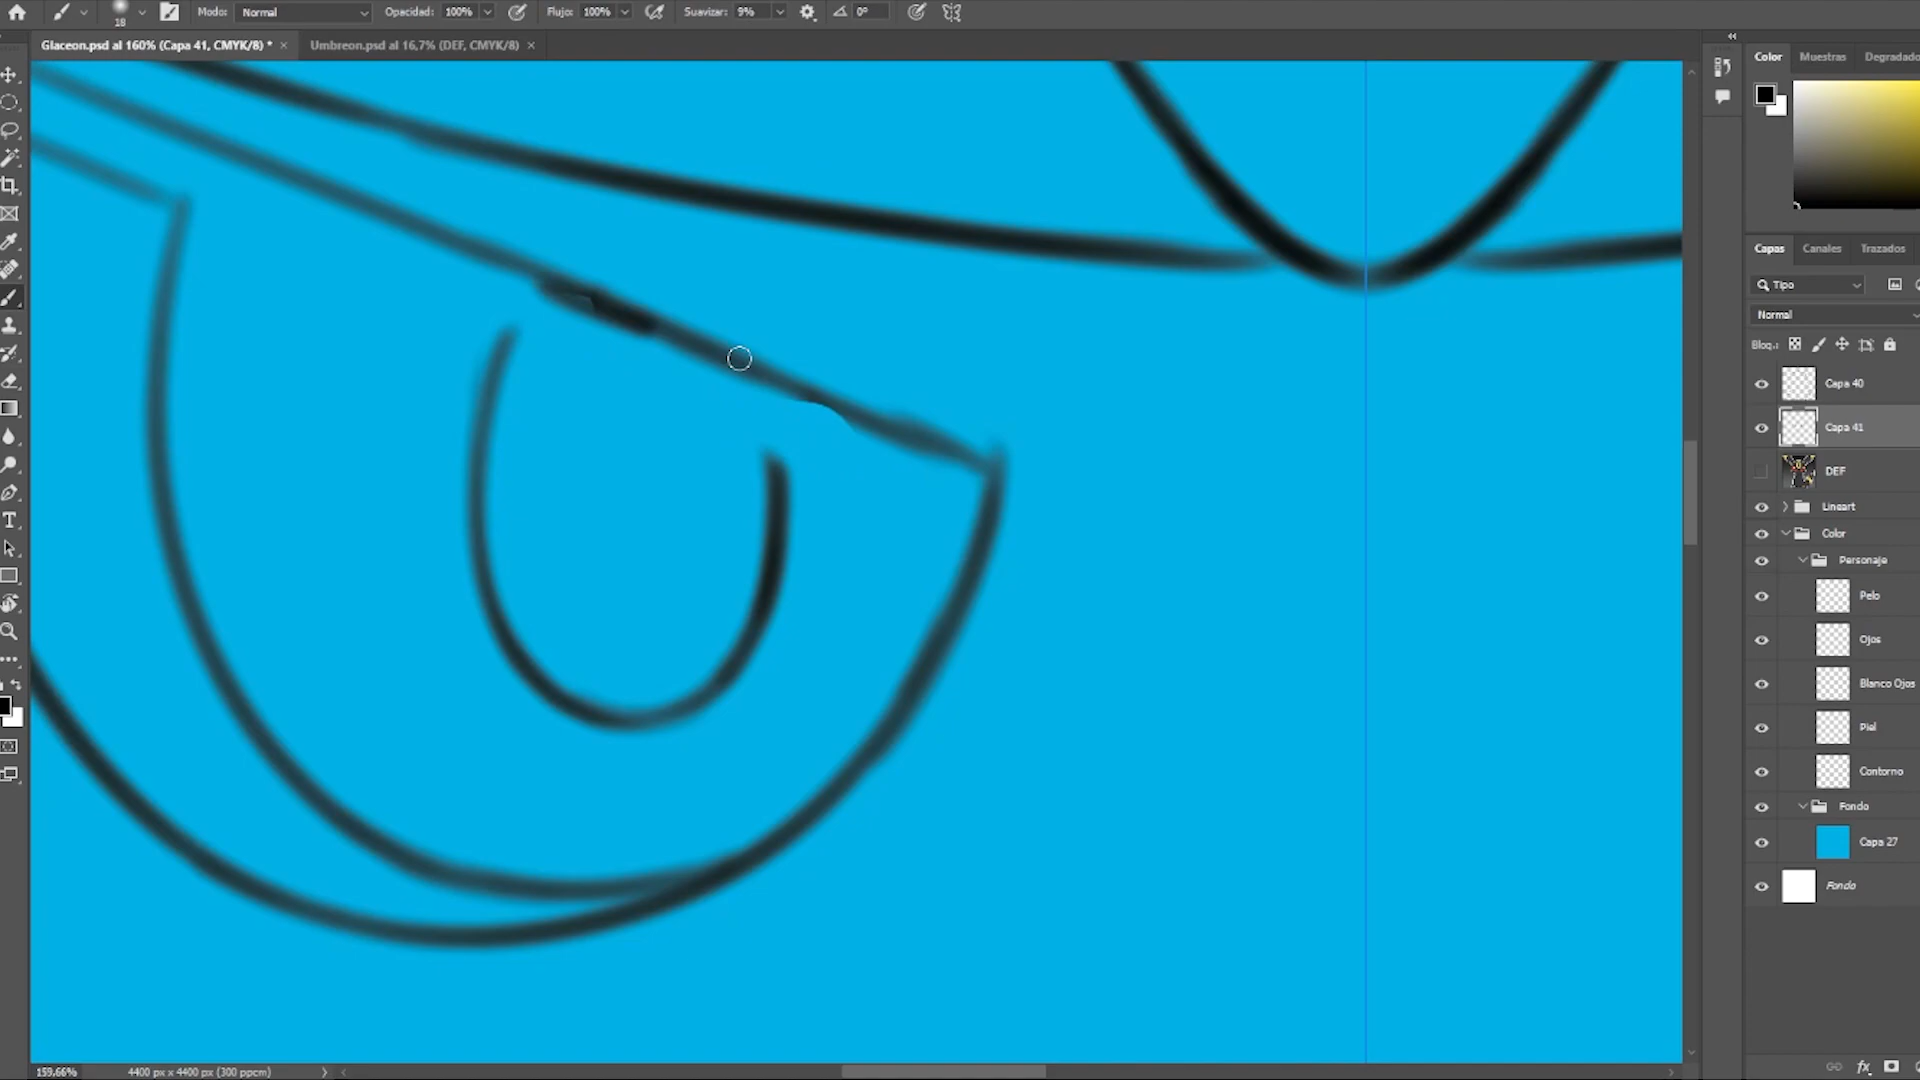 18
Modo: Normal
Opacidad: 100%
Flujo: 100%
Suavizar: 9%
0°
Glaceon.psd al 160% (Capa 41, CMYK/8) *
Umbreon.psd al 16,7% (DEF, CMYK/8)
Color
Muestras
Degradado
Capas
Canales
Trazados
Tipo
Normal
Bloq.:
Capa 40
Capa 41
DEF
Lineart
Color
Personaje
Pelo
Ojos
Blanco Ojos
Piel
Contorno
Fondo
Capa 27
Fondo
fx
159,66%
4400 px x 4400 px (300 ppcm)